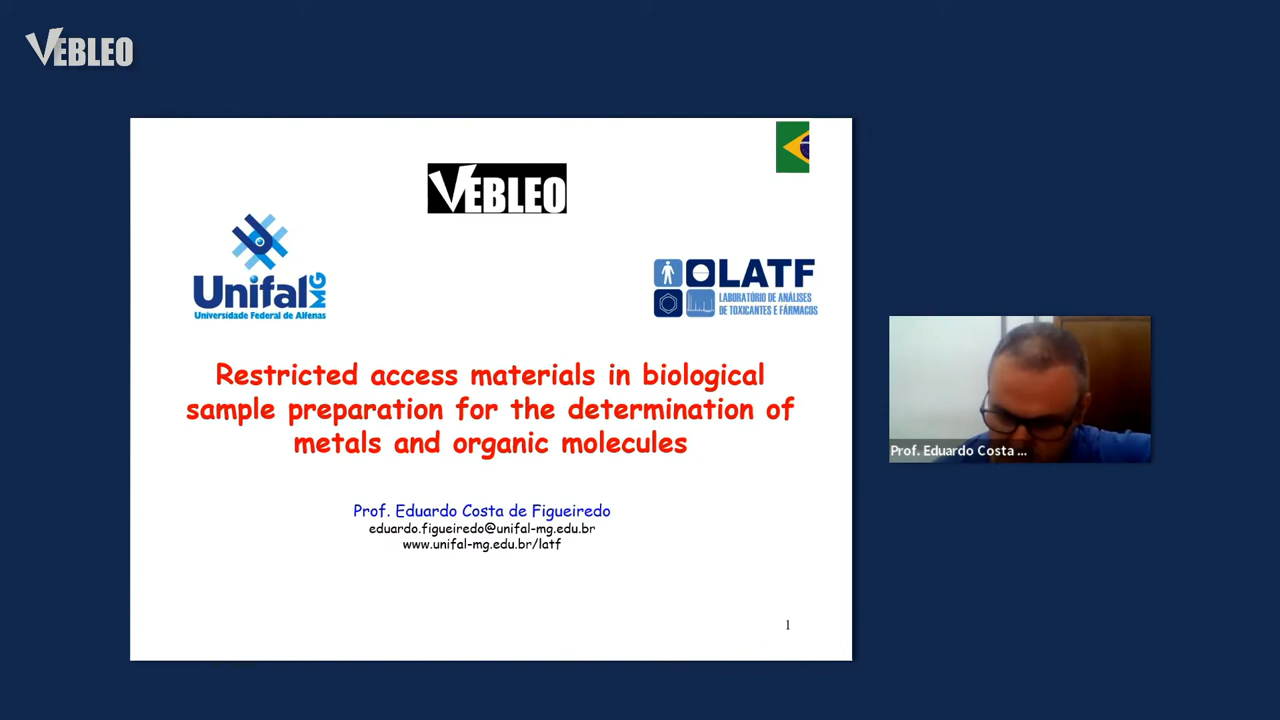 VEBLEO
VEBLEO
Unifal MG
Universidade Federal de Alfenas
LATF
LABORATÓRIO DE ANÁLISES
DE TOXICANTES E FÁRMACOS
Restricted access materials in biological
sample preparation for the determination of
metals and organic molecules
Prof. Eduardo Costa de Figueiredo
eduardo.figueiredo@unifal-mg.edu.br
www.unifal-mg.edu.br/latf
1
Prof. Eduardo Costa ...